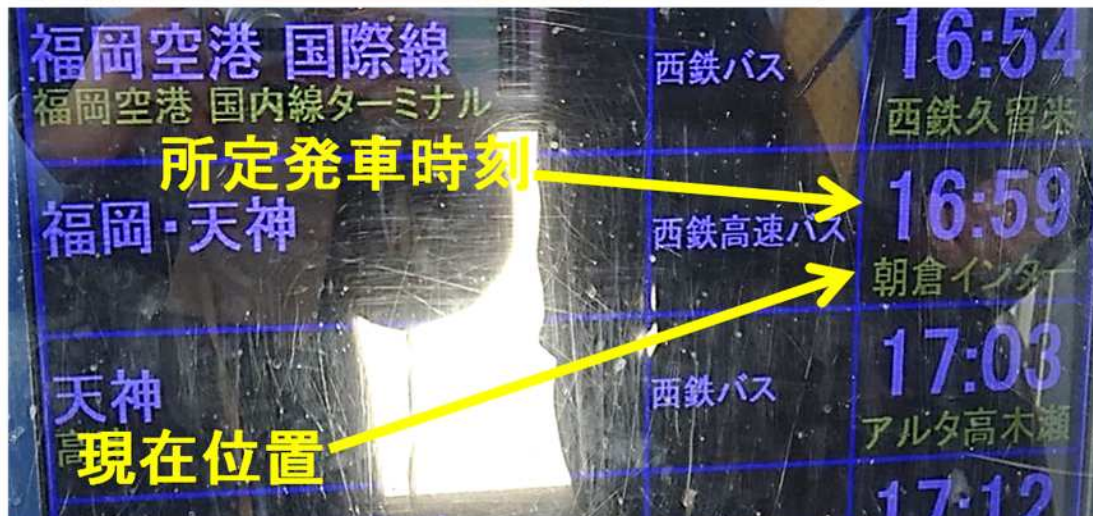 福岡空港 国際線
西鉄バス
16:54
福岡空港 国内線ターミナル
西鉄久留米
所定発車時刻
福岡・天神
西鉄高速バス
16:59
朝倉インター
天神
西鉄バス
17:03
高
アルタ高木瀬
現在位置
17:12